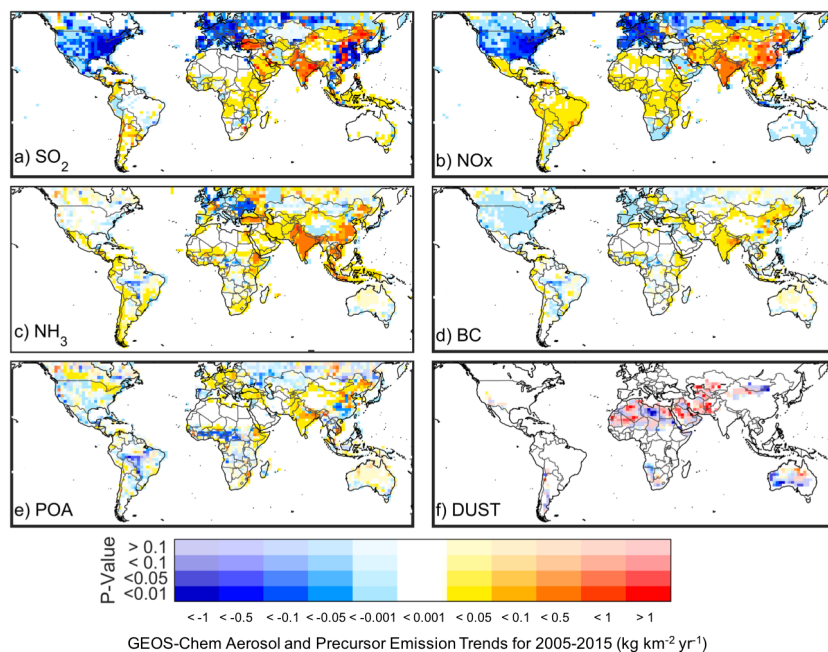 a) SO2
b) NOx
c) NH3
d) BC
e) POA
f) DUST
P-Value
> 0.1
< 0.1
<0.05
<0.01
<-1 <-0.5 <-0.1 <-0.05 <-0.001 < 0.001 < 0.05 < 0.1 < 0.5 < 1 > 1
GEOS-Chem Aerosol and Precursor Emission Trends for 2005-2015 (kg km-2 yr-1)